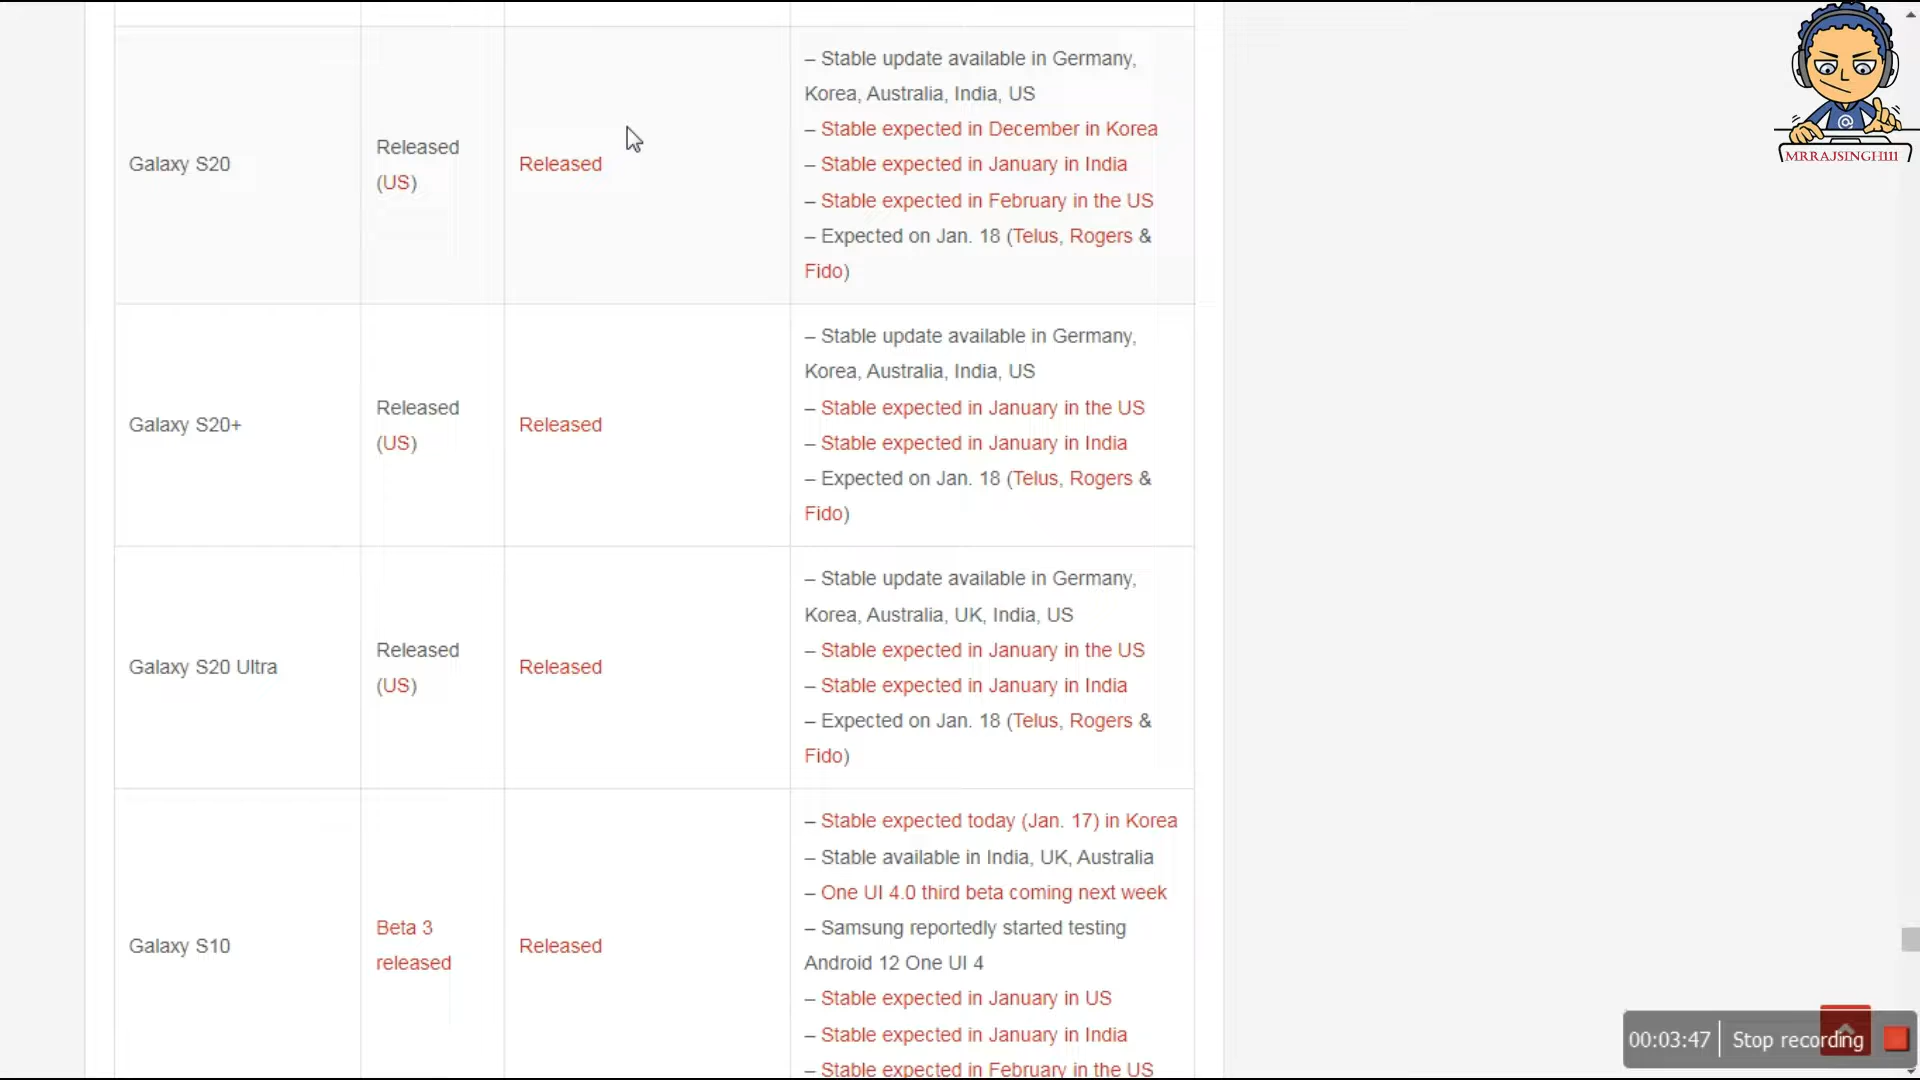 Galaxy S20
Released
(US)
Released
– Stable update available in Germany,
Korea, Australia, India, US
– Stable expected in December in Korea
– Stable expected in January in India
– Stable expected in February in the US
– Expected on Jan. 18 (Telus, Rogers &
Fido)
Galaxy S20+
Released
(US)
Released
– Stable update available in Germany,
Korea, Australia, India, US
– Stable expected in January in the US
– Stable expected in January in India
– Expected on Jan. 18 (Telus, Rogers &
Fido)
Galaxy S20 Ultra
Released
(US)
Released
– Stable update available in Germany,
Korea, Australia, UK, India, US
– Stable expected in January in the US
– Stable expected in January in India
– Expected on Jan. 18 (Telus, Rogers &
Fido)
Galaxy S10
Beta 3
released
Released
– Stable expected today (Jan. 17) in Korea
– Stable available in India, UK, Australia
– One UI 4.0 third beta coming next week
– Samsung reportedly started testing
Android 12 One UI 4
– Stable expected in January in US
– Stable expected in January in India
– Stable expected in February in the US
@
MRRAJSINGH111
00:03:47 Stop recording